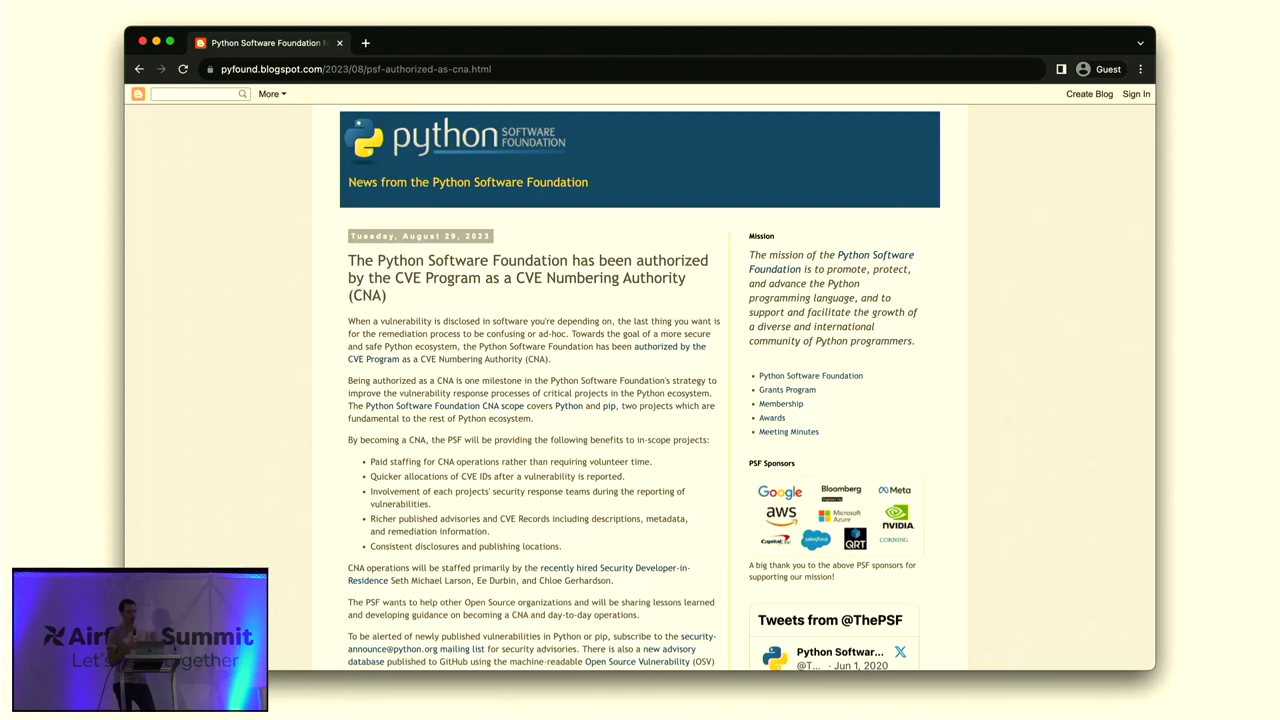 Python Software Foundation N
pyfound.blogspot.com/2023/08/psf-authorized-as-cna.html
Guest
More
Create Blog
Sign In
python SOFTWARE FOUNDATION
News from the Python Software Foundation
Tuesday, August 29, 2023
The Python Software Foundation has been authorized
by the CVE Program as a CVE Numbering Authority
(CNA)
When a vulnerability is disclosed in software you're depending on, the last thing you want is
for the remediation process to be confusing or ad-hoc. Towards the goal of a more secure
and safe Python ecosystem, the Python Software Foundation has been authorized by the
CVE Program as a CVE Numbering Authority (CNA).
Being authorized as a CNA is one milestone in the Python Software Foundation's strategy to
improve the vulnerability response processes of critical projects in the Python ecosystem.
The Python Software Foundation CNA scope covers Python and pip, two projects which are
fundamental to the rest of Python ecosystem.
By becoming a CNA, the PSF will be providing the following benefits to in-scope projects:
• Paid staffing for CNA operations rather than requiring volunteer time.
• Quicker allocations of CVE IDs after a vulnerability is reported.
• Involvement of each projects' security response teams during the reporting of
vulnerabilities.
• Richer published advisories and CVE Records including descriptions, metadata,
and remediation information.
• Consistent disclosures and publishing locations.
CNA operations will be staffed primarily by the recently hired Security Developer-in-
Residence Seth Michael Larson, Ee Durbin, and Chloe Gerhardson.
The PSF wants to help other Open Source organizations and will be sharing lessons learned
and developing guidance on becoming a CNA and day-to-day operations.
To be alerted of newly published vulnerabilities in Python or pip, subscribe to the security-
announce@python.org mailing list for security advisories. There is also a new advisory
database published to GitHub using the machine-readable Open Source Vulnerability (OSV)
Mission
The mission of the Python Software
Foundation is to promote, protect,
and advance the Python
programming language, and to
support and facilitate the growth of
a diverse and international
community of Python programmers.
• Python Software Foundation
• Grants Program
• Membership
• Awards
• Meeting Minutes
PSF Sponsors
Google
Bloomberg
Meta
aws
Microsoft Azure
NVIDIA
Capital One
salesforce
QRT
CORNING
A big thank you to the above PSF sponsors for
supporting our mission!
Tweets from @ThePSF
Python Softwar...
@T... · Jun 1, 2020
Summit